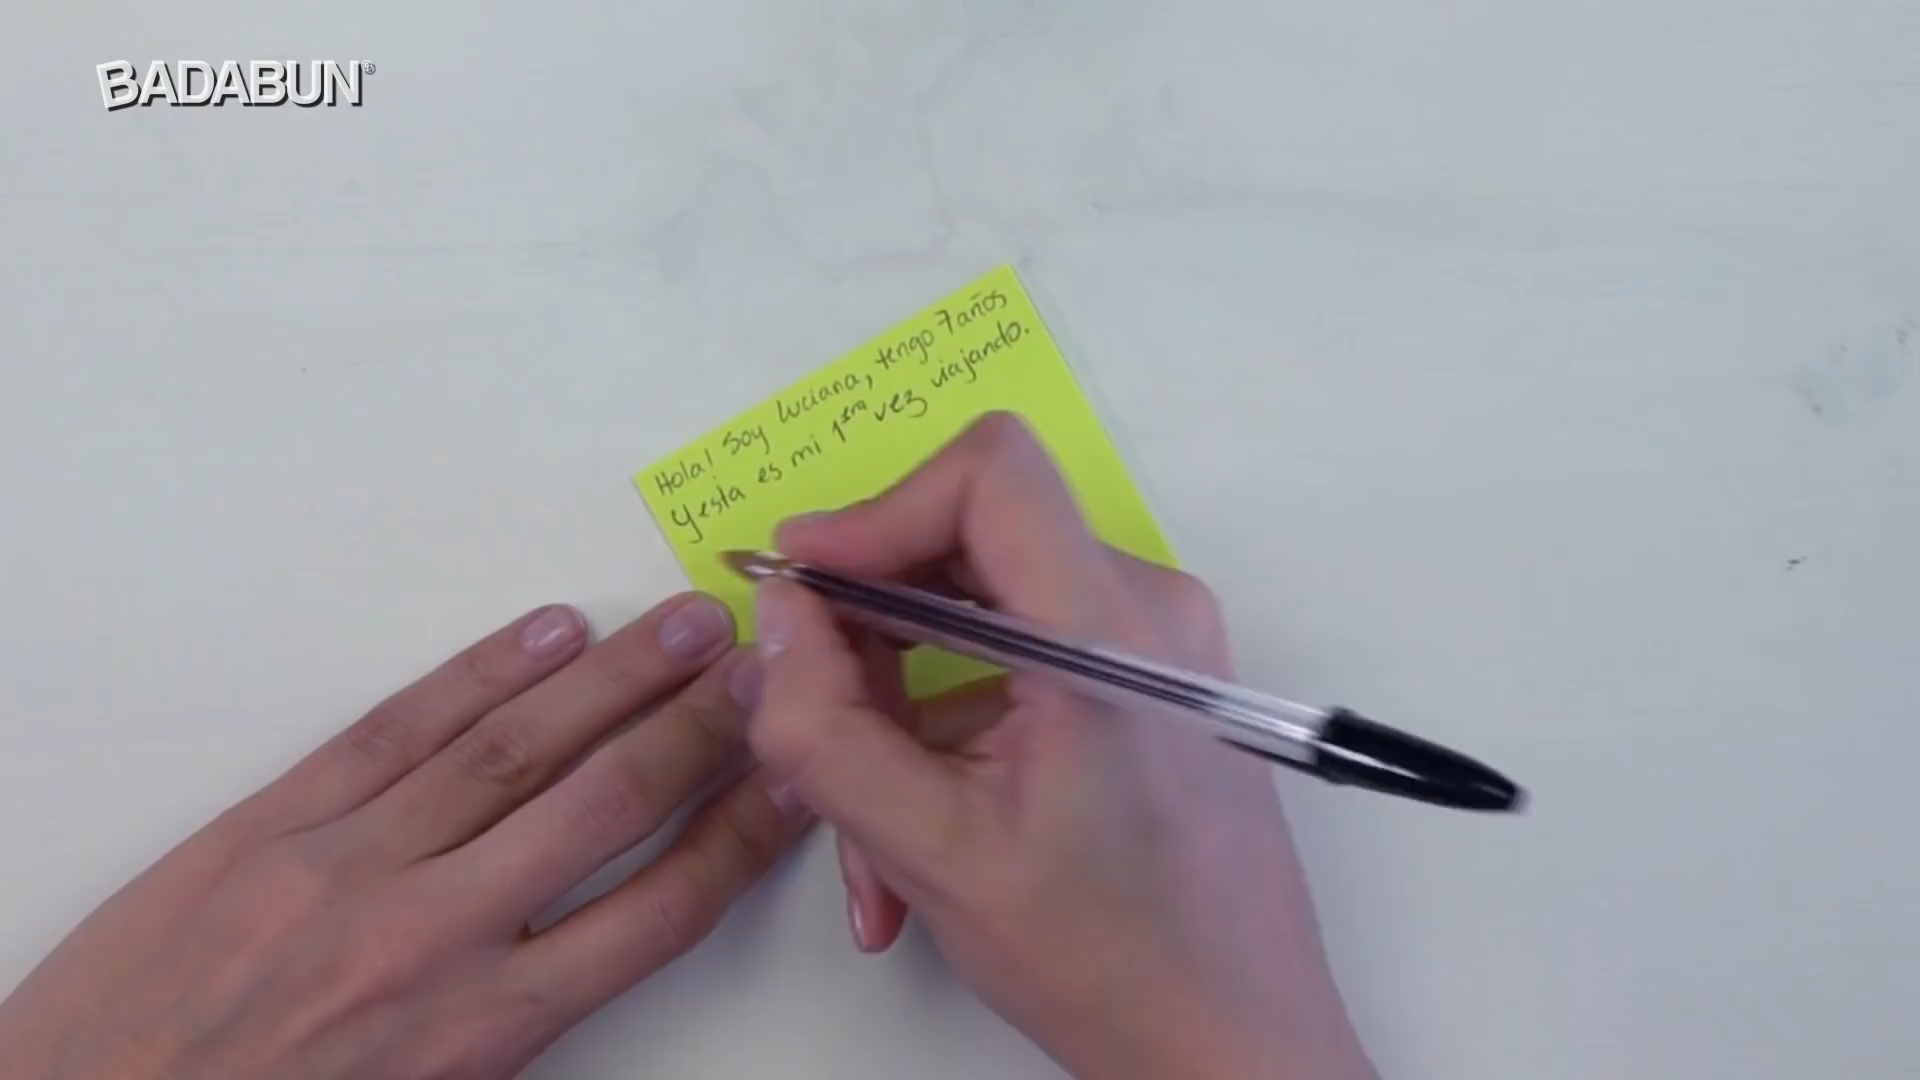 BADABUN®
Hola! Soy Luciana, tengo 7 años
y esta es mi 1era vez viajando.